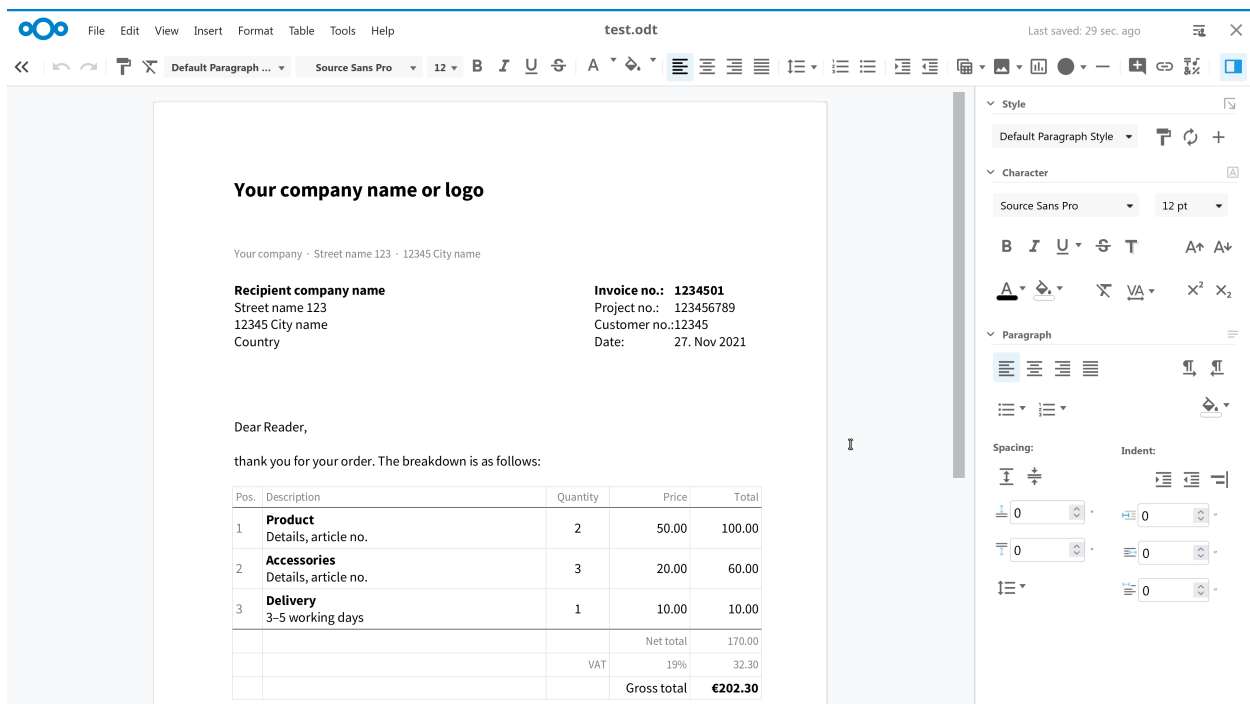 File Edit View Insert Format Table Tools Help
test.odt
Last saved: 29 sec. ago
Default Paragraph ... Source Sans Pro 12 B I U S A
Style
Default Paragraph Style
Character
Source Sans Pro 12 pt
B I U S T A A
A VA X² X₂
Paragraph
Spacing:
Indent:
0 " 0 "
0 " 0 "
0 "
Your company name or logo
Your company · Street name 123 · 12345 City name
Recipient company name
Street name 123
12345 City name
Country
Invoice no.: 1234501
Project no.: 123456789
Customer no.:12345
Date: 27. Nov 2021
Dear Reader,
thank you for your order. The breakdown is as follows:
Pos. Description Quantity Price Total
1 Product 2 50.00 100.00
Details, article no.
2 Accessories 3 20.00 60.00
Details, article no.
3 Delivery 1 10.00 10.00
3–5 working days
Net total 170.00
VAT 19% 32.30
Gross total €202.30